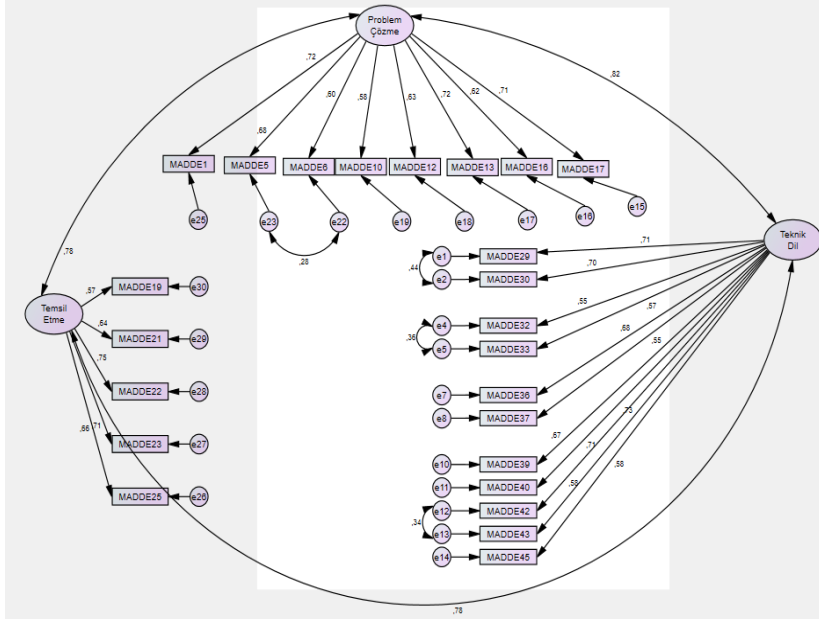 Problem
Çözme
,72
,68
,60
,58
,63
,72
,62
,71
,82
,78
MADDE1
MADDE5
MADDE6
MADDE10
MADDE12
MADDE13
MADDE16
MADDE17
e25
e23
e22
e19
e18
e17
e16
e15
,28
Teknik
Dil
e1
MADDE29
,71
,44
e2
MADDE30
,70
e4
MADDE32
,55
,36
e5
MADDE33
,57
e7
MADDE36
,68
e8
MADDE37
,55
e10
MADDE39
,67
e11
MADDE40
,73
e12
MADDE42
,71
,34
e13
MADDE43
,58
e14
MADDE45
,58
Temsil
Etme
,57
MADDE19
e30
,64
MADDE21
e29
,75
MADDE22
e28
,71
MADDE23
e27
,66
MADDE25
e26
,78